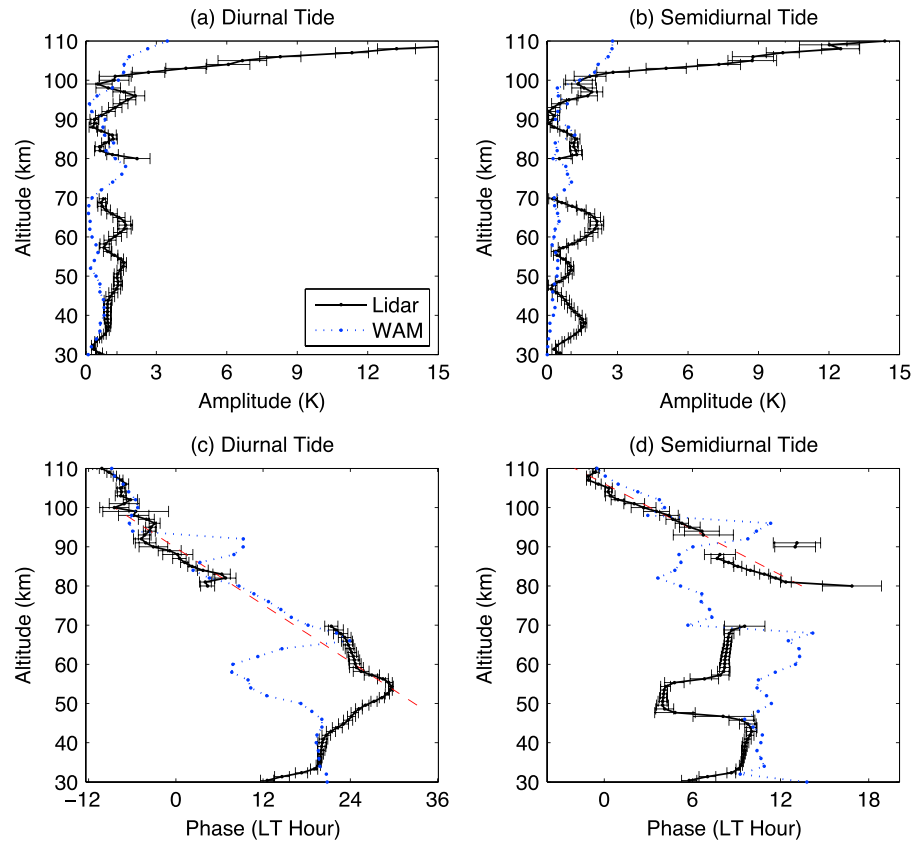 (a) Diurnal Tide
110
100
90
80
70
60
50
40
30
Altitude (km)
0 3 6 9 12 15
Amplitude (K)
Lidar
WAM
(b) Semidiurnal Tide
110
100
90
80
70
60
50
40
30
Altitude (km)
0 3 6 9 12 15
Amplitude (K)
(c) Diurnal Tide
110
100
90
80
70
60
50
40
30
Altitude (km)
−12 0 12 24 36
Phase (LT Hour)
(d) Semidiurnal Tide
110
100
90
80
70
60
50
40
30
Altitude (km)
0 6 12 18
Phase (LT Hour)